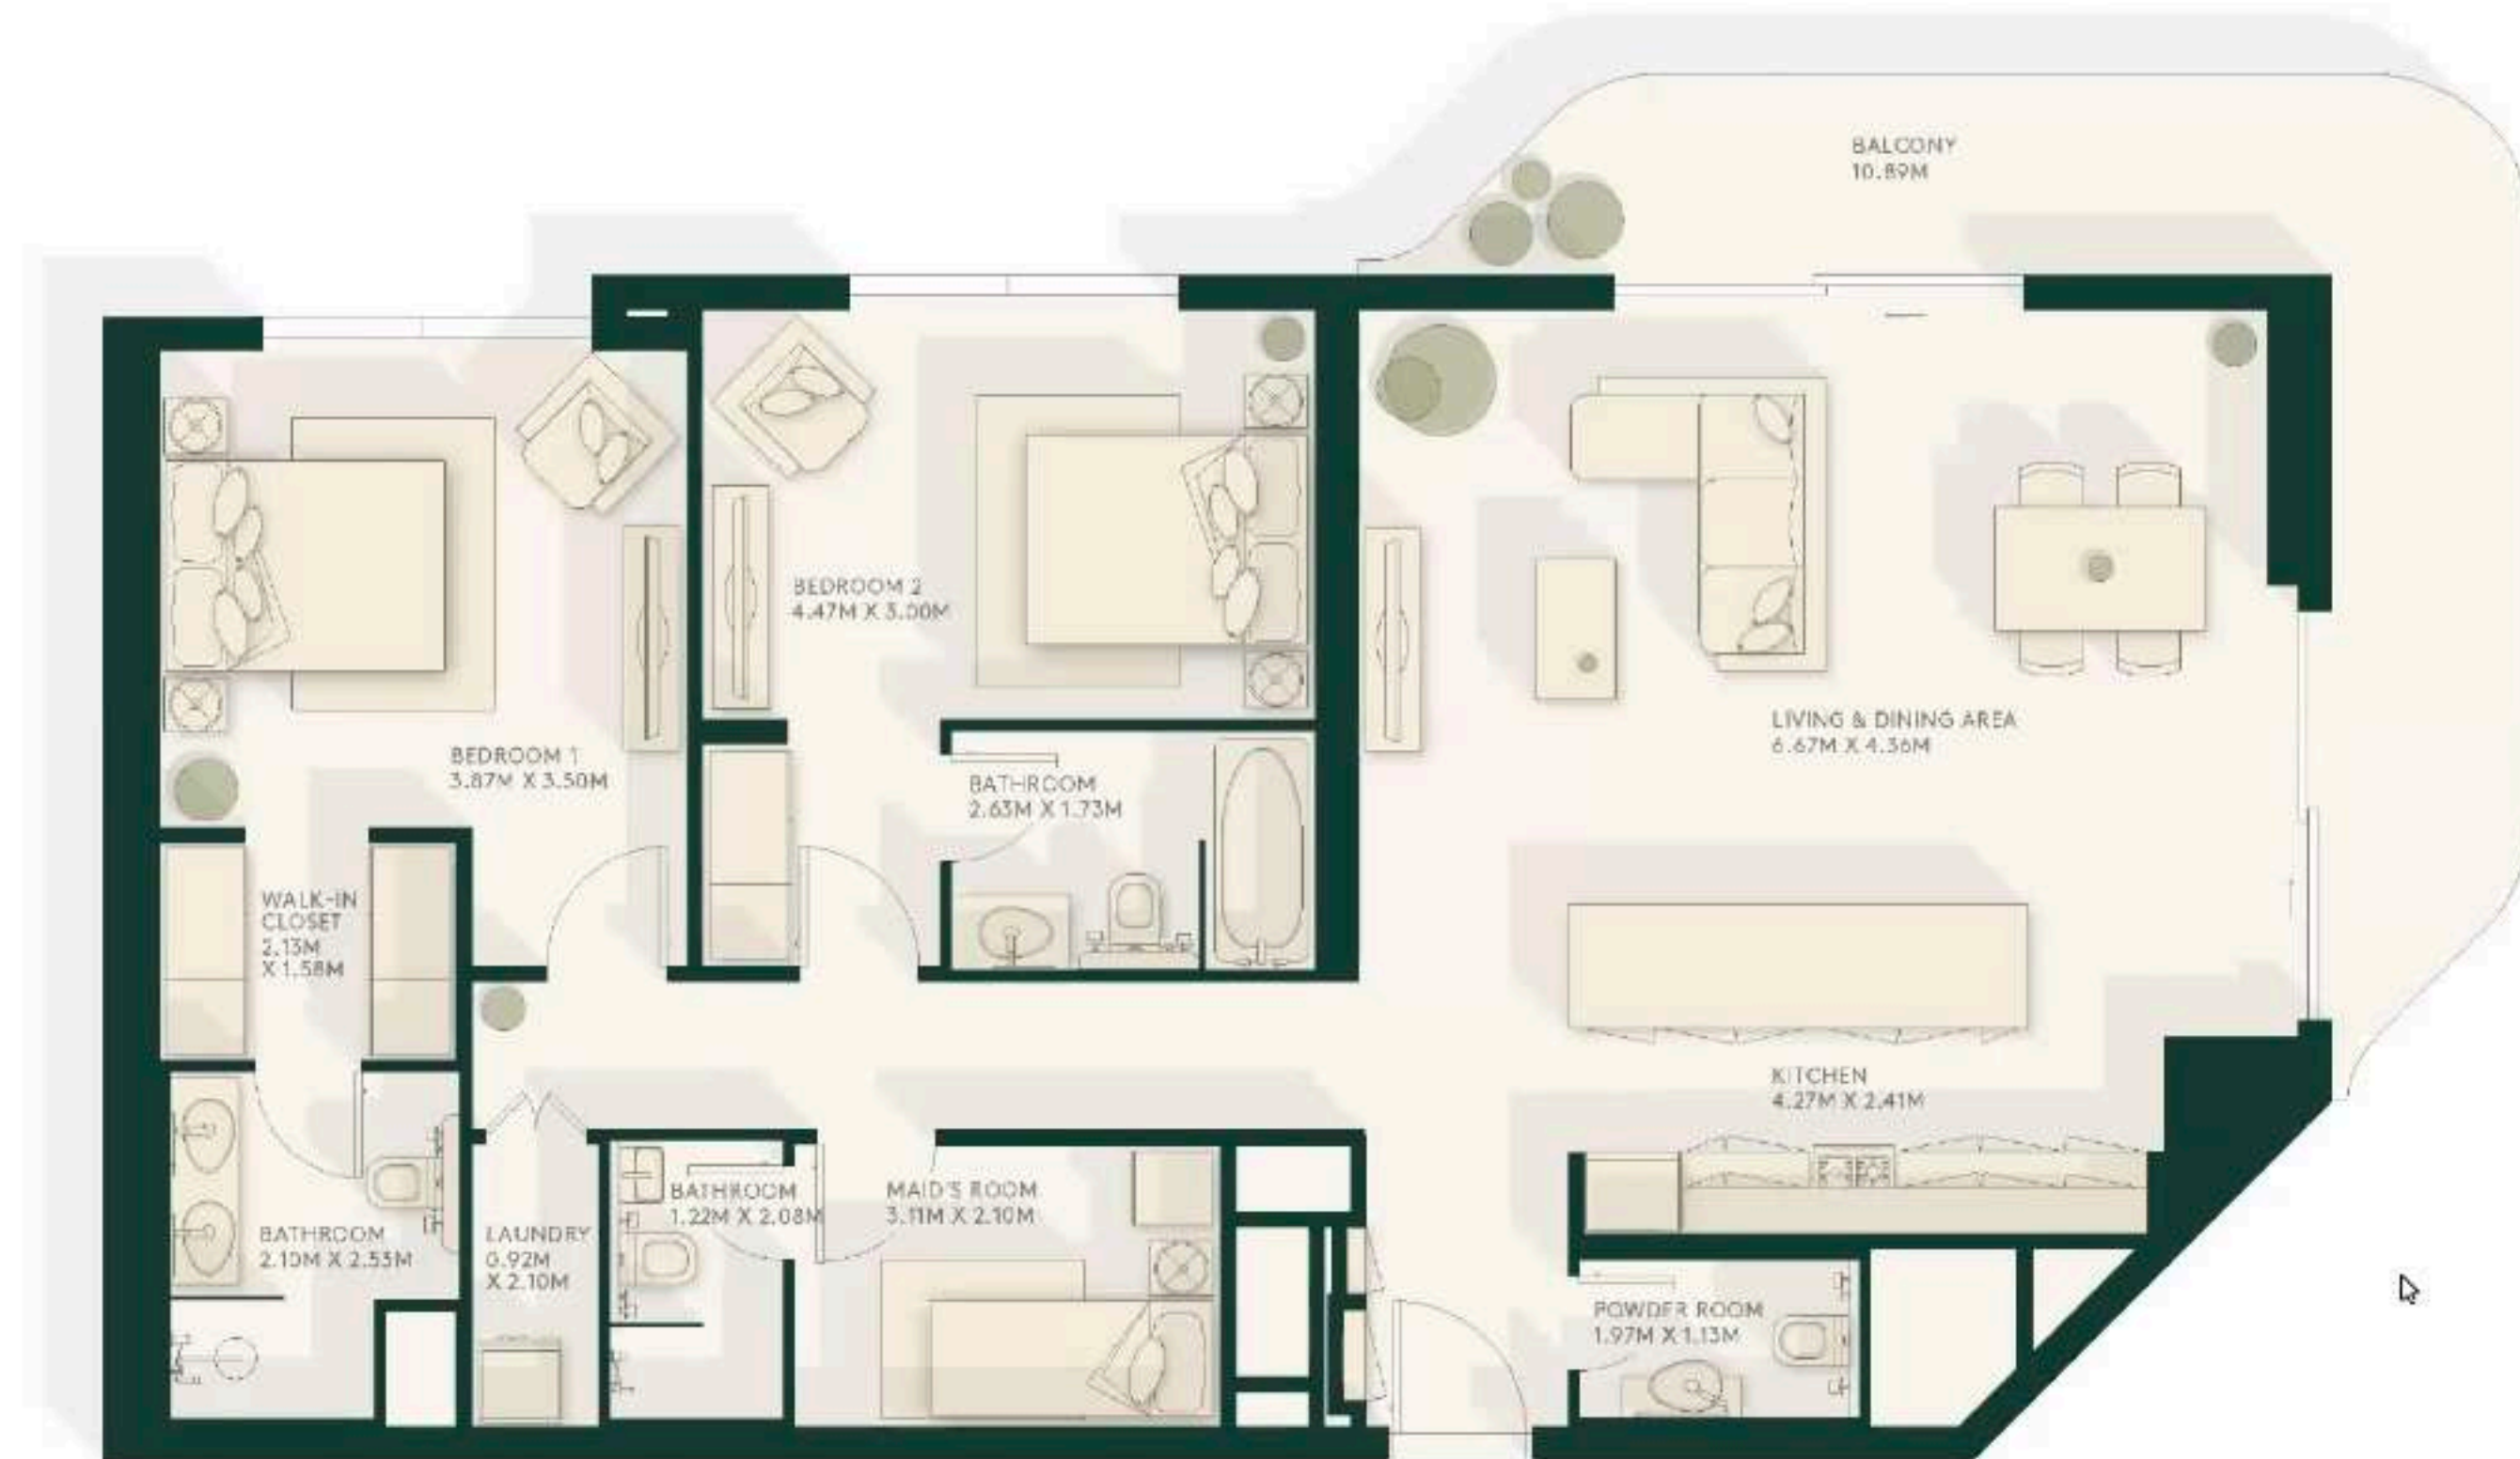 BALCONY
10.89M
BEDROOM 2
4.47M X 3.00M
LIVING & DINING AREA
6.67M X 4.36M
BEDROOM 1
3.87M X 3.50M
BATHROOM
2.63M X 1.73M
WALK-IN
CLOSET
2.13M
X 1.58M
KITCHEN
4.27M X 2.41M
BATHROOM
2.10M X 2.53M
LAUNDRY
0.92M
X 2.10M
BATHROOM
1.22M X 2.08M
MAID'S ROOM
3.11M X 2.10M
POWDER ROOM
1.97M X 1.13M